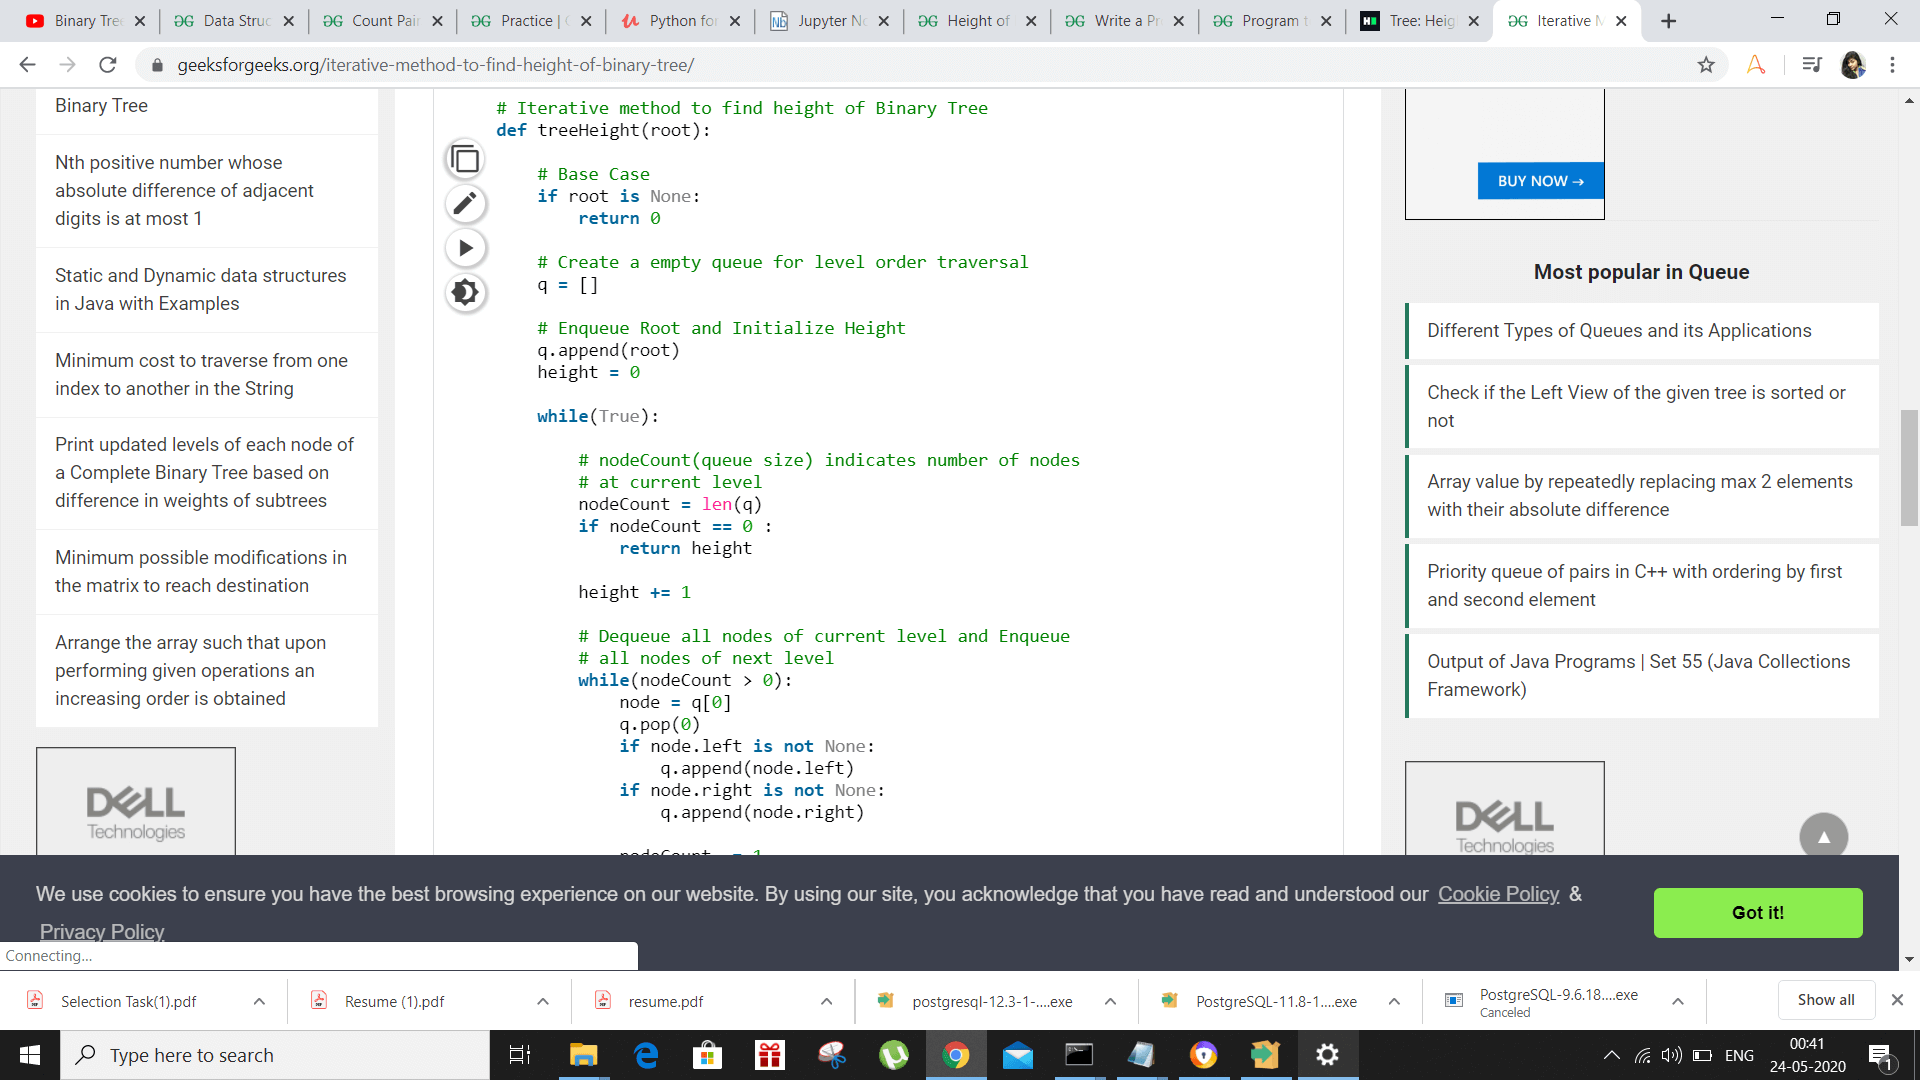 Binary Tree
Data Struc
Count Pair
Practice |
Python for
Jupyter No
Height of
Write a Pr
Program t
Tree: Heig
Iterative M
geeksforgeeks.org/iterative-method-to-find-height-of-binary-tree/
Binary Tree
Nth positive number whose
absolute difference of adjacent
digits is at most 1
Static and Dynamic data structures
in Java with Examples
Minimum cost to traverse from one
index to another in the String
Print updated levels of each node of
a Complete Binary Tree based on
difference in weights of subtrees
Minimum possible modifications in
the matrix to reach destination
Arrange the array such that upon
performing given operations an
increasing order is obtained
DELL
Technologies
# Iterative method to find height of Binary Tree
def treeHeight(root):
# Base Case
if root is None:
return 0
# Create a empty queue for level order traversal
q = []
# Enqueue Root and Initialize Height
q.append(root)
height = 0
while(True):
# nodeCount(queue size) indicates number of nodes
# at current level
nodeCount = len(q)
if nodeCount == 0 :
return height
height += 1
# Dequeue all nodes of current level and Enqueue
# all nodes of next level
while(nodeCount > 0):
node = q[0]
q.pop(0)
if node.left is not None:
q.append(node.left)
if node.right is not None:
q.append(node.right)
BUY NOW →
Most popular in Queue
Different Types of Queues and its Applications
Check if the Left View of the given tree is sorted or
not
Array value by repeatedly replacing max 2 elements
with their absolute difference
Priority queue of pairs in C++ with ordering by first
and second element
Output of Java Programs | Set 55 (Java Collections
Framework)
DELL
Technologies
We use cookies to ensure you have the best browsing experience on our website. By using our site, you acknowledge that you have read and understood our Cookie Policy &
Privacy Policy
Got it!
Connecting...
Selection Task(1).pdf
Resume (1).pdf
resume.pdf
postgresql-12.3-1-....exe
PostgreSQL-11.8-1....exe
PostgreSQL-9.6.18....exe
Canceled
Show all
Type here to search
ENG
00:41
24-05-2020
1